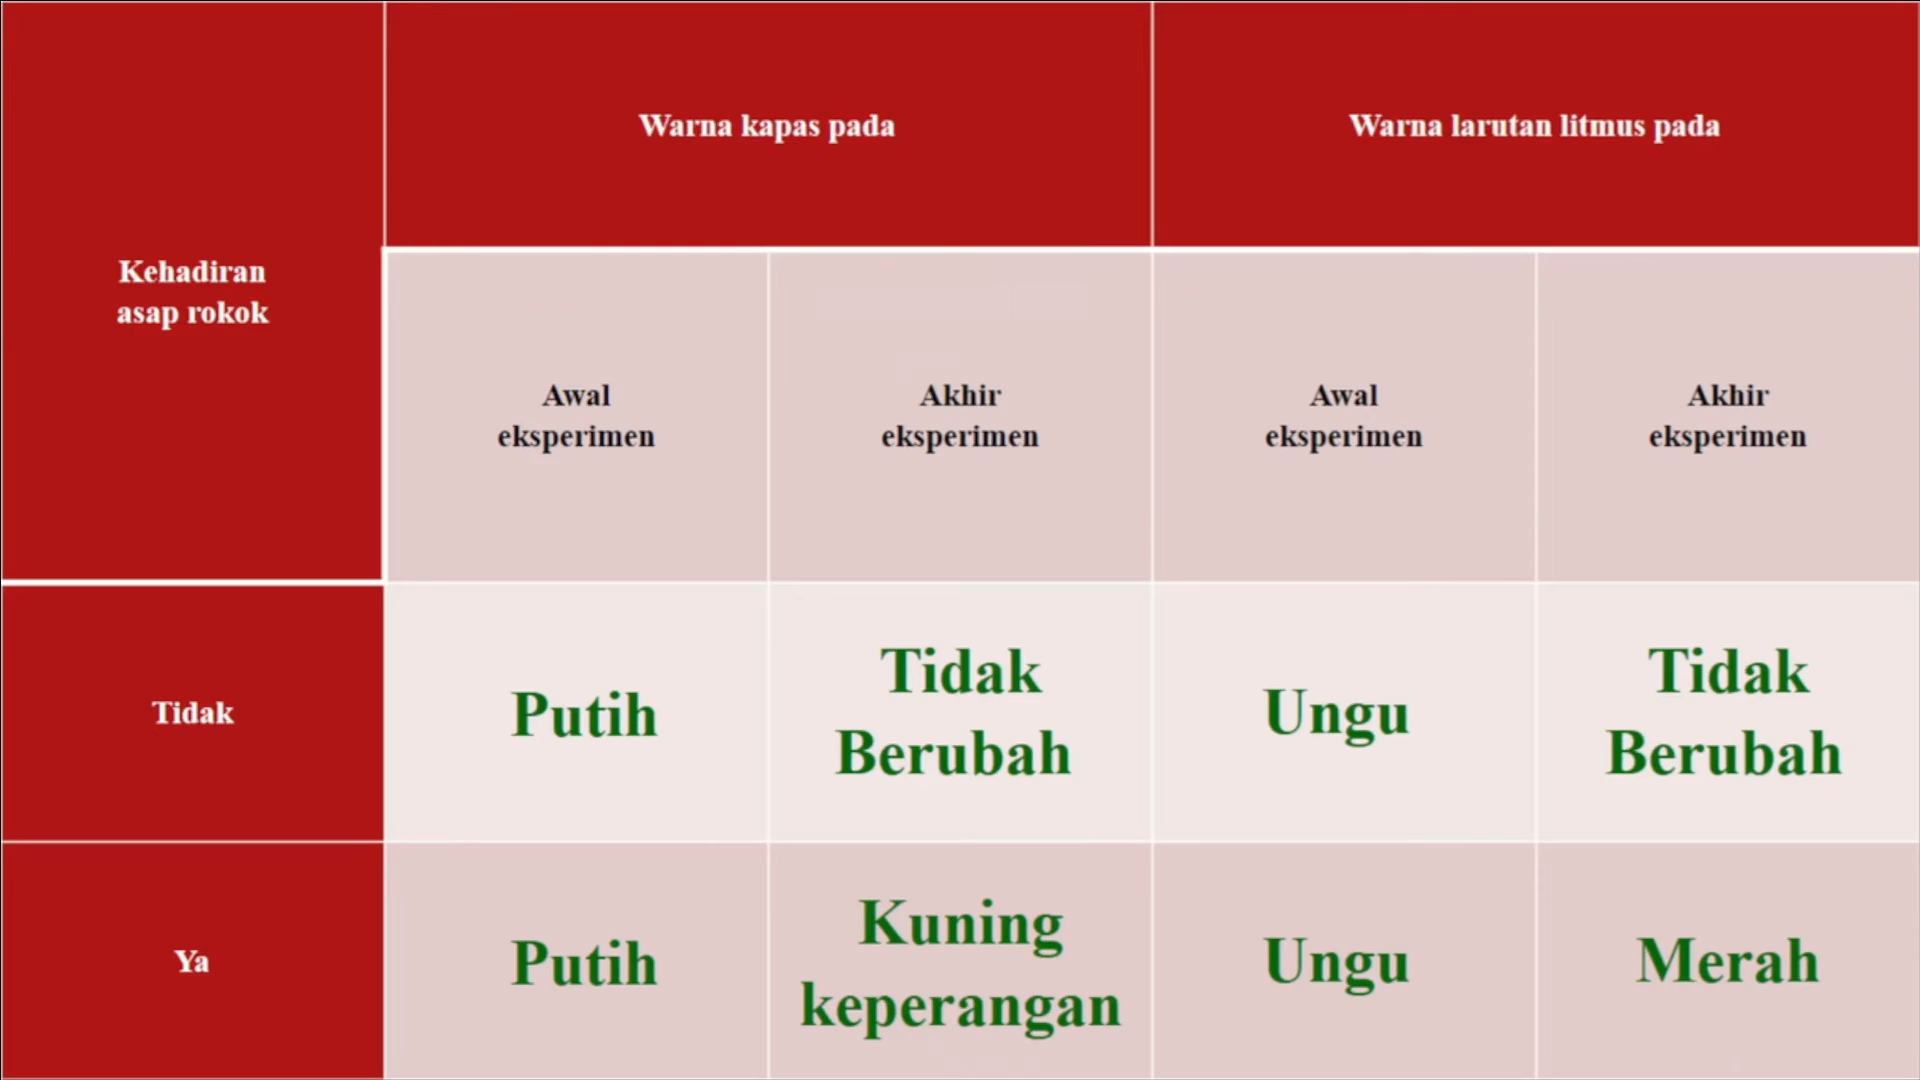 Kehadiran
asap rokok
Warna kapas pada
Warna larutan litmus pada
Awal
eksperimen
Akhir
eksperimen
Awal
eksperimen
Akhir
eksperimen
Tidak
Putih
Tidak
Berubah
Ungu
Tidak
Berubah
Ya
Putih
Kuning
keperangan
Ungu
Merah